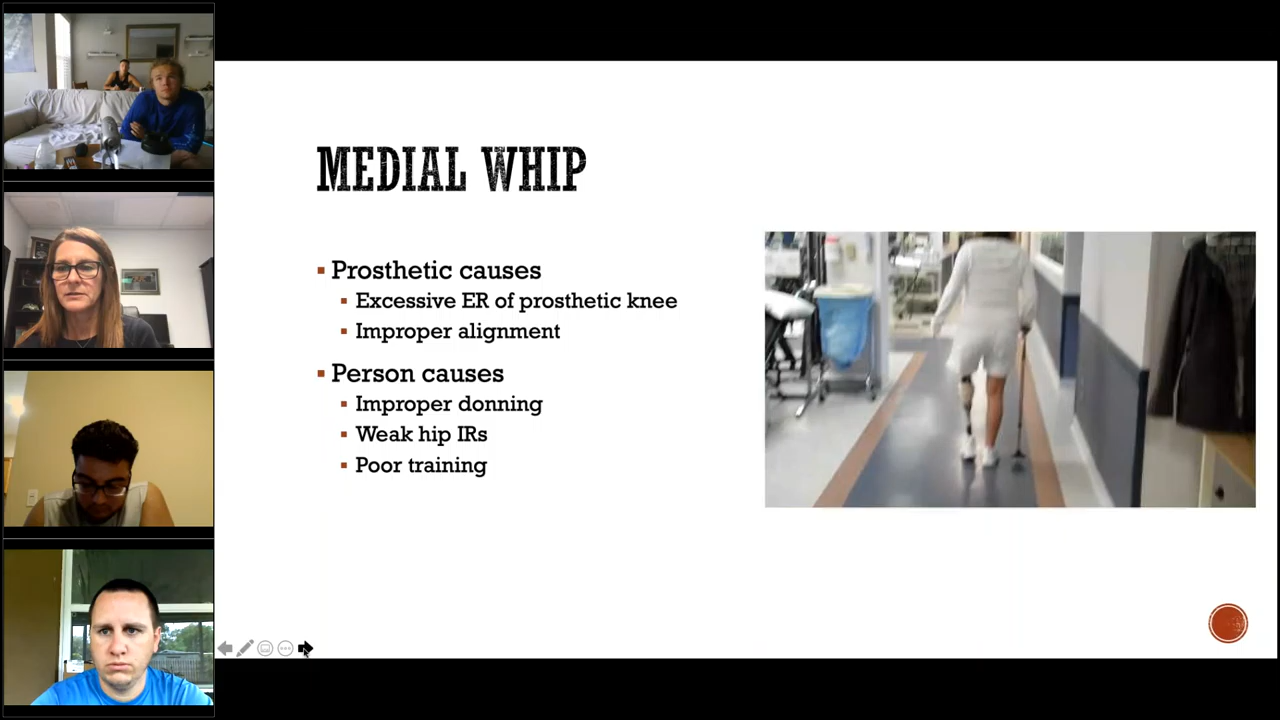 MEDIAL WHIP
Prosthetic causes
Excessive ER of prosthetic knee
Improper alignment
Person causes
Improper donning
Weak hip IRs
Poor training